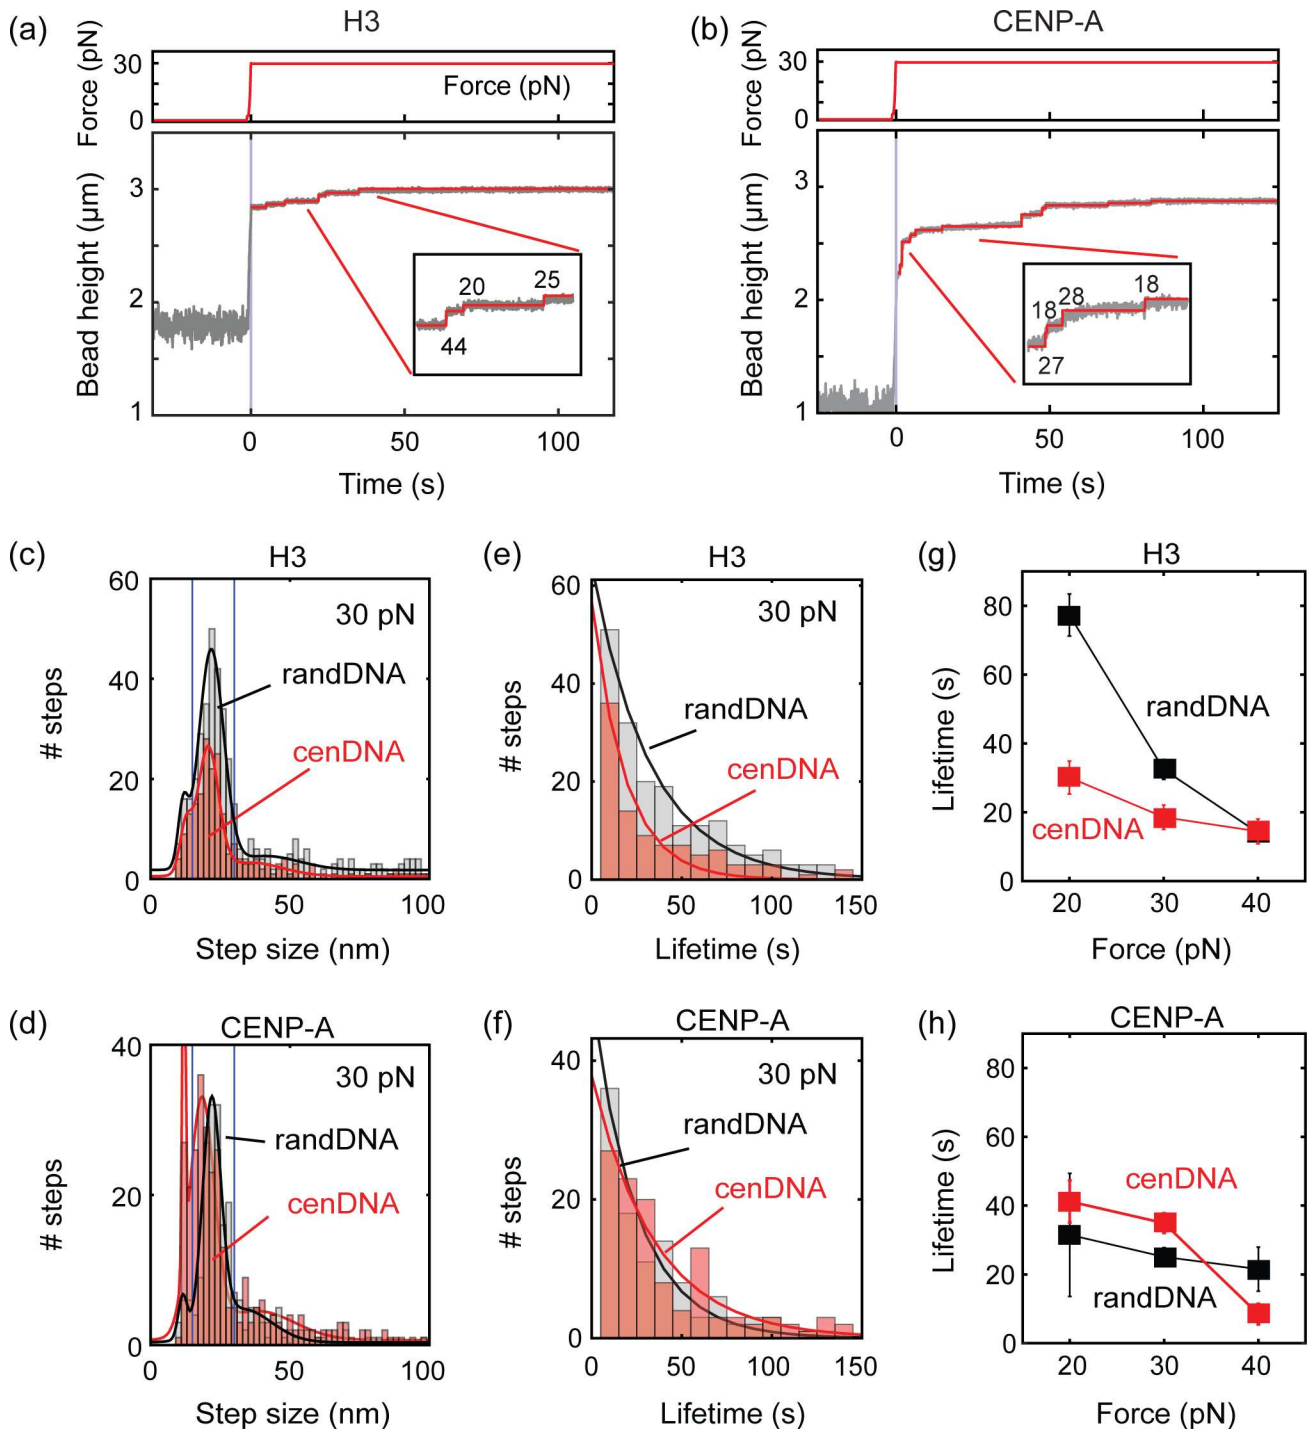 (a)
H3
Force (pN)
30
0
Force (pN)
Bead height (µm)
3
2
1
20
25
44
0
50
100
Time (s)
(b)
CENP-A
Force (pN)
30
0
Bead height (µm)
3
2
1
18
28
18
27
0
50
100
Time (s)
(c)
H3
# steps
60
40
20
0
30 pN
randDNA
cenDNA
0
50
100
Step size (nm)
(e)
H3
# steps
60
40
20
0
30 pN
randDNA
cenDNA
0
50
100
150
Lifetime (s)
(g)
H3
Lifetime (s)
80
60
40
20
0
randDNA
cenDNA
20
30
40
Force (pN)
(d)
CENP-A
# steps
40
20
0
30 pN
randDNA
cenDNA
0
50
100
Step size (nm)
(f)
CENP-A
# steps
40
20
0
30 pN
randDNA
cenDNA
0
50
100
150
Lifetime (s)
(h)
CENP-A
Lifetime (s)
80
60
40
20
0
cenDNA
randDNA
20
30
40
Force (pN)